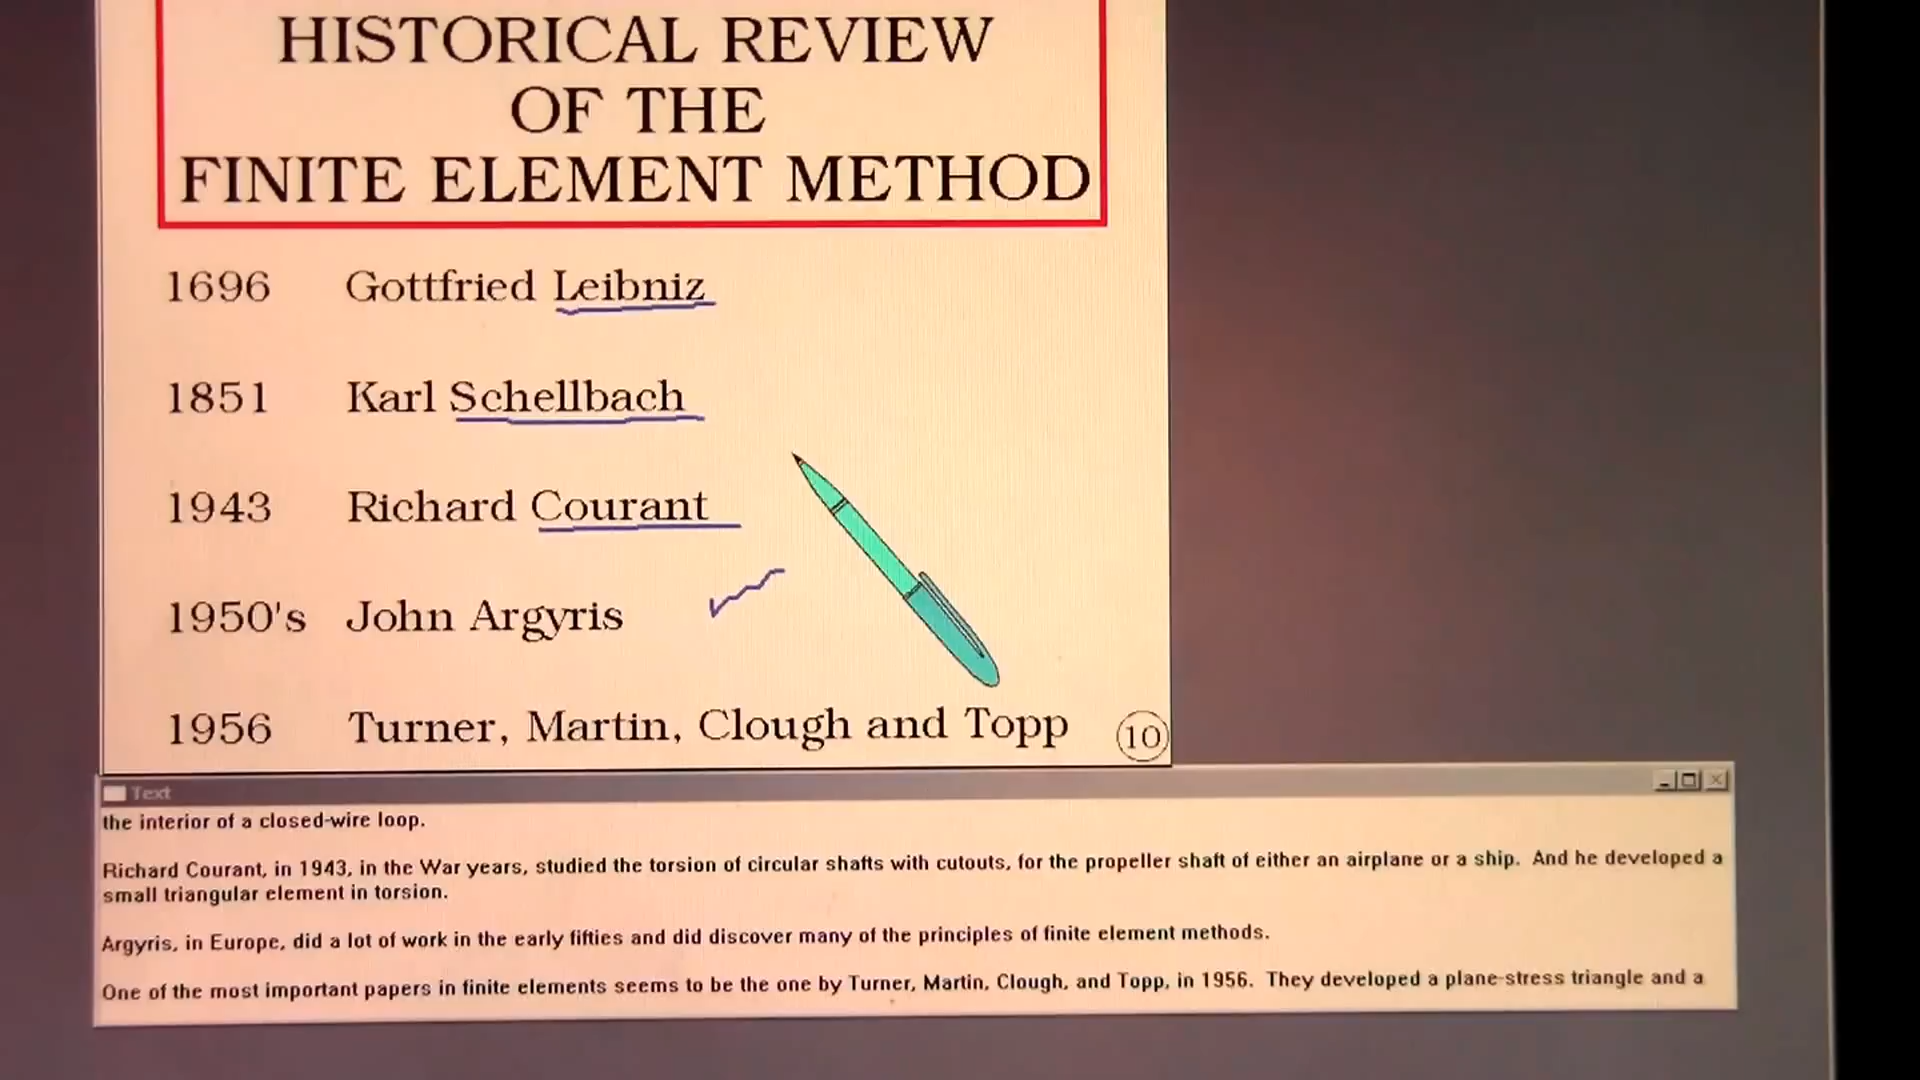 HISTORICAL REVIEW
OF THE
FINITE ELEMENT METHOD
1696 Gottfried Leibniz
1851 Karl Schellbach
1943 Richard Courant
1950's John Argyris
1956 Turner, Martin, Clough and Topp
10
Text
the interior of a closed-wire loop.
Richard Courant, in 1943, in the War years, studied the torsion of circular shafts with cutouts, for the propeller shaft of either an airplane or a ship. And he developed a
small triangular element in torsion.
Argyris, in Europe, did a lot of work in the early fifties and did discover many of the principles of finite element methods.
One of the most important papers in finite elements seems to be the one by Turner, Martin, Clough, and Topp, in 1956. They developed a plane-stress triangle and a